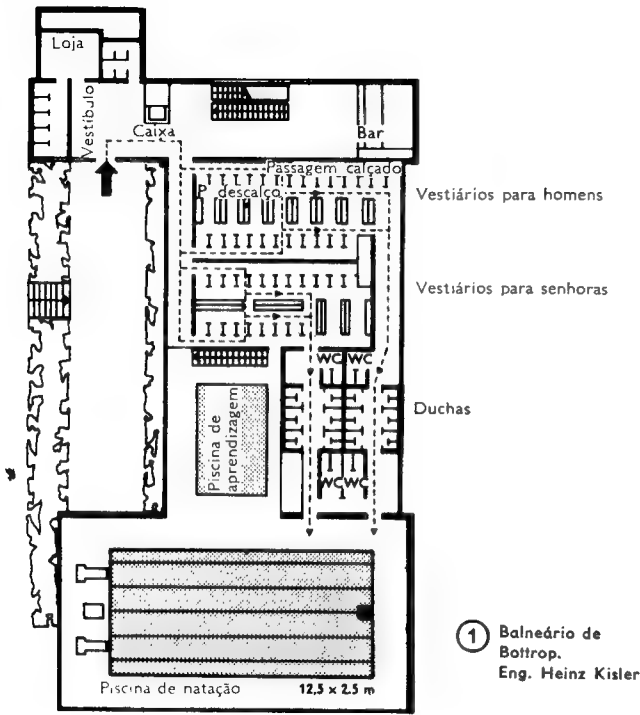 Loja
Vestíbulo
Caixa
Bar
Passagem calçado
P. descalço
Vestiários para homens
Vestiários para senhoras
WC WC
Duchas
Piscina de
aprendizagem
WC WC
Piscina de natação
12,5 x 2.5 m
1 Balneário de
Bottrop.
Eng. Heinz Kisler